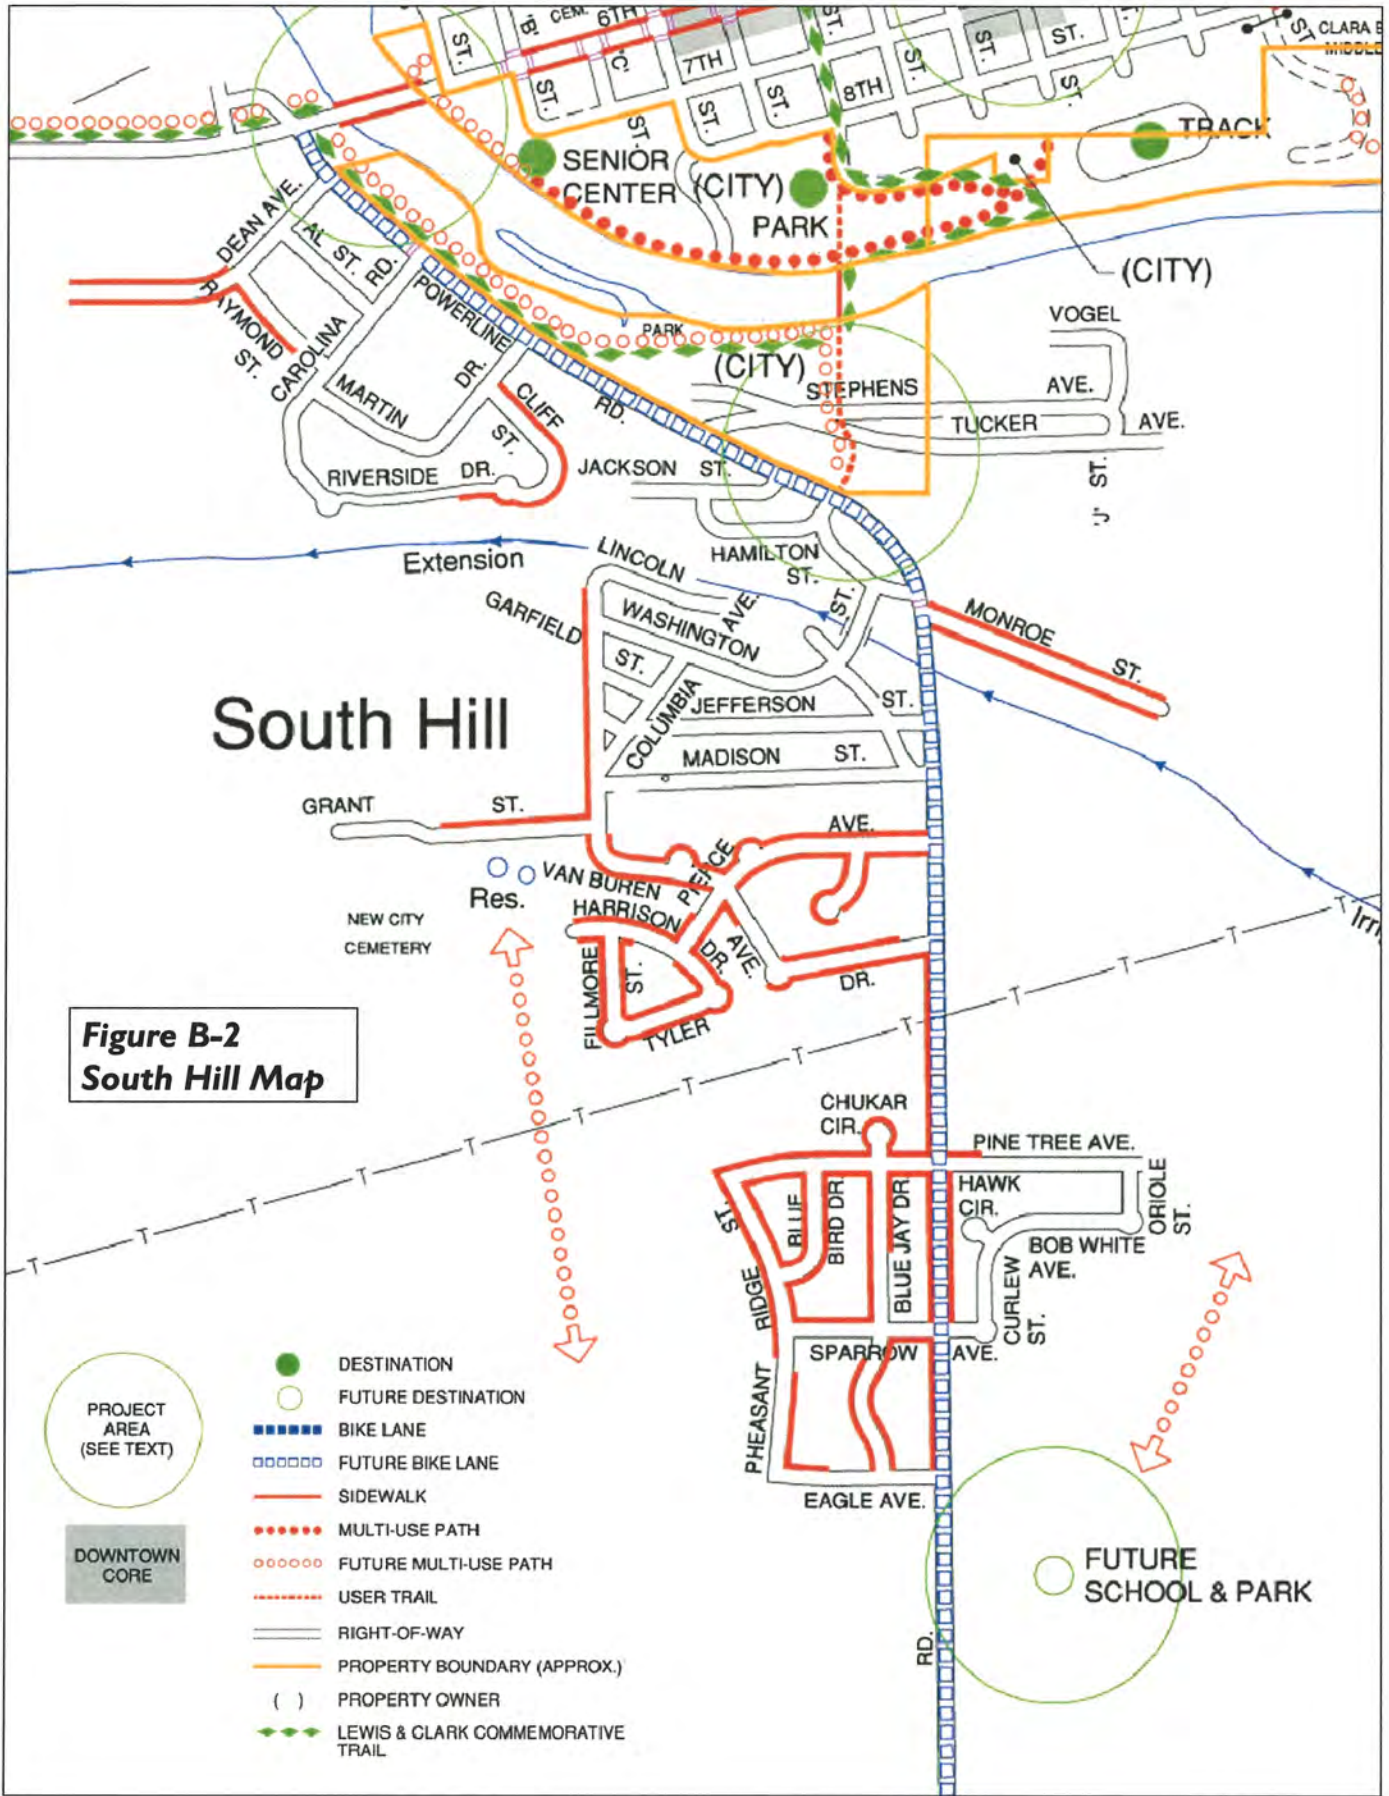 CEM.
6TH
'B'
ST.
ST.
'C'
7TH
ST.
ST.
ST.
ST.
ST.
8TH
ST.
ST.
ST.
ST.
ST.
ST.
CLARA B
MIDDLE
TRACK
SENIOR
CENTER
(CITY)
PARK
(CITY)
DEAN AVE.
AL
ST.
RD.
RAYMOND
ST.
CAROLINA
POWERLINE
RD.
MARTIN
DR.
CLIFF
ST.
RIVERSIDE DR.
PARK
(CITY)
VOGEL
STEPHENS AVE.
TUCKER AVE.
'J' ST.
JACKSON ST.
HAMILTON
ST.
Extension
LINCOLN
AVE.
GARFIELD
WASHINGTON
ST.
ST.
MONROE
ST.
South Hill
COLUMBIA
JEFFERSON ST.
MADISON ST.
GRANT ST.
AVE.
PIERCE
AVE.
VAN BUREN
HARRISON
DR.
DR.
Res.
NEW CITY
CEMETERY
FILLMORE
ST.
TYLER
Irri
T
T
T
T
T
T
T
T
T
T
T
T
T
Figure B-2
South Hill Map
CHUKAR
CIR.
PINE TREE AVE.
HAWK
CIR.
ORIOLE
ST.
BOB WHITE
AVE.
CURLEW
ST.
BLUE
BIRD DR.
BLUE JAY DR.
PHEASANT RIDGE ST.
SPARROW AVE.
EAGLE AVE.
FUTURE
SCHOOL & PARK
RD.
PROJECT
AREA
(SEE TEXT)
DOWNTOWN
CORE
DESTINATION
FUTURE DESTINATION
BIKE LANE
FUTURE BIKE LANE
SIDEWALK
MULTI-USE PATH
FUTURE MULTI-USE PATH
USER TRAIL
RIGHT-OF-WAY
PROPERTY BOUNDARY (APPROX.)
( ) PROPERTY OWNER
LEWIS & CLARK COMMEMORATIVE
TRAIL